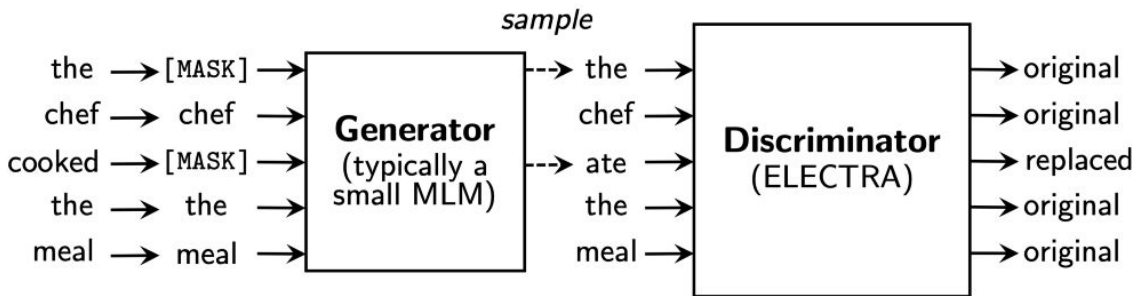 sample
the [MASK] the original
chef chef chef original
cooked [MASK] ate replaced
the the the original
meal meal meal original
Generator
(typically a
small MLM)
Discriminator
(ELECTRA)